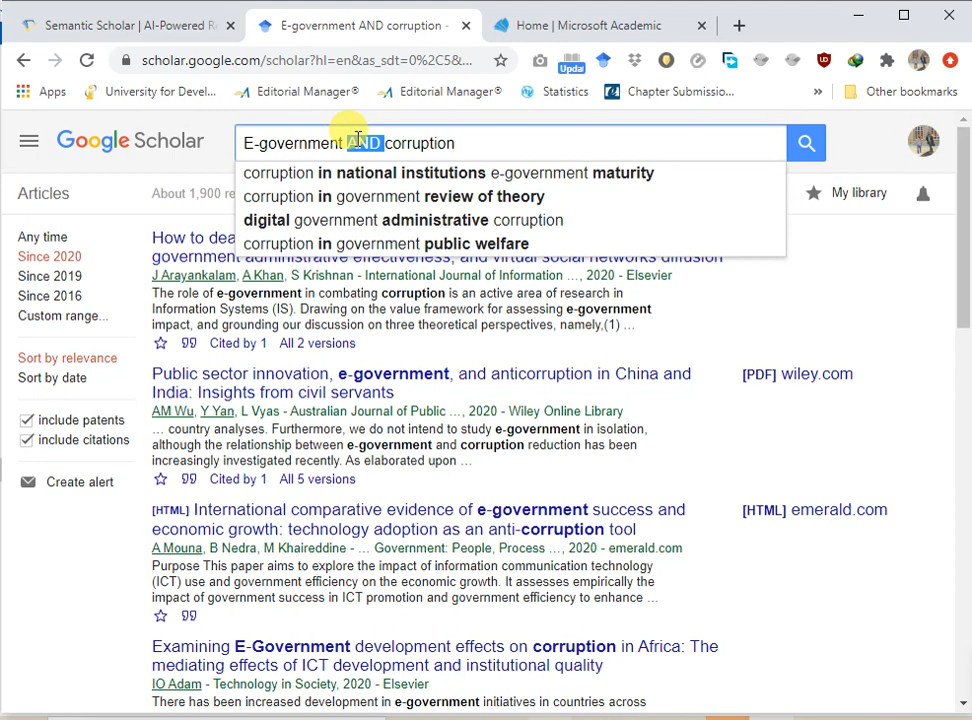 Semantic Scholar | AI-Powered R
E-government AND corruption -
Home | Microsoft Academic
scholar.google.com/scholar?hl=en&as_sdt=0%2C5&...
Upda
Apps
University for Devel...
Editorial Manager®
Editorial Manager®
Statistics
Chapter Submissio...
»
Other bookmarks
Google Scholar
E-government AND corruption
corruption in national institutions e-government maturity
corruption in government review of theory
digital government administrative corruption
corruption in government public welfare
Articles
About 1,900 re
My library
Any time
Since 2020
Since 2019
Since 2016
Custom range...
Sort by relevance
Sort by date
include patents
include citations
Create alert
How to dea
government administrative effectiveness, and virtual social networks diffusion
J Arayankalam, A Khan, S Krishnan - International Journal of Information ..., 2020 - Elsevier
The role of e-government in combating corruption is an active area of research in
Information Systems (IS). Drawing on the value framework for assessing e-government
impact, and grounding our discussion on three theoretical perspectives, namely,(1) ...
Cited by 1 All 2 versions
Public sector innovation, e-government, and anticorruption in China and
India: Insights from civil servants
[PDF] wiley.com
AM Wu, Y Yan, L Vyas - Australian Journal of Public ..., 2020 - Wiley Online Library
... country analyses. Furthermore, we do not intend to study e-government in isolation,
although the relationship between e-government and corruption reduction has been
increasingly investigated recently. As elaborated upon ...
Cited by 1 All 5 versions
[HTML] International comparative evidence of e-government success and
economic growth: technology adoption as an anti-corruption tool
[HTML] emerald.com
A Mouna, B Nedra, M Khaireddine - ... Government: People, Process ..., 2020 - emerald.com
Purpose This paper aims to explore the impact of information communication technology
(ICT) use and government efficiency on the economic growth. It assesses empirically the
impact of government success in ICT promotion and government efficiency to enhance ...
Examining E-Government development effects on corruption in Africa: The
mediating effects of ICT development and institutional quality
IO Adam - Technology in Society, 2020 - Elsevier
There has been increased development in e-government initiatives in countries across